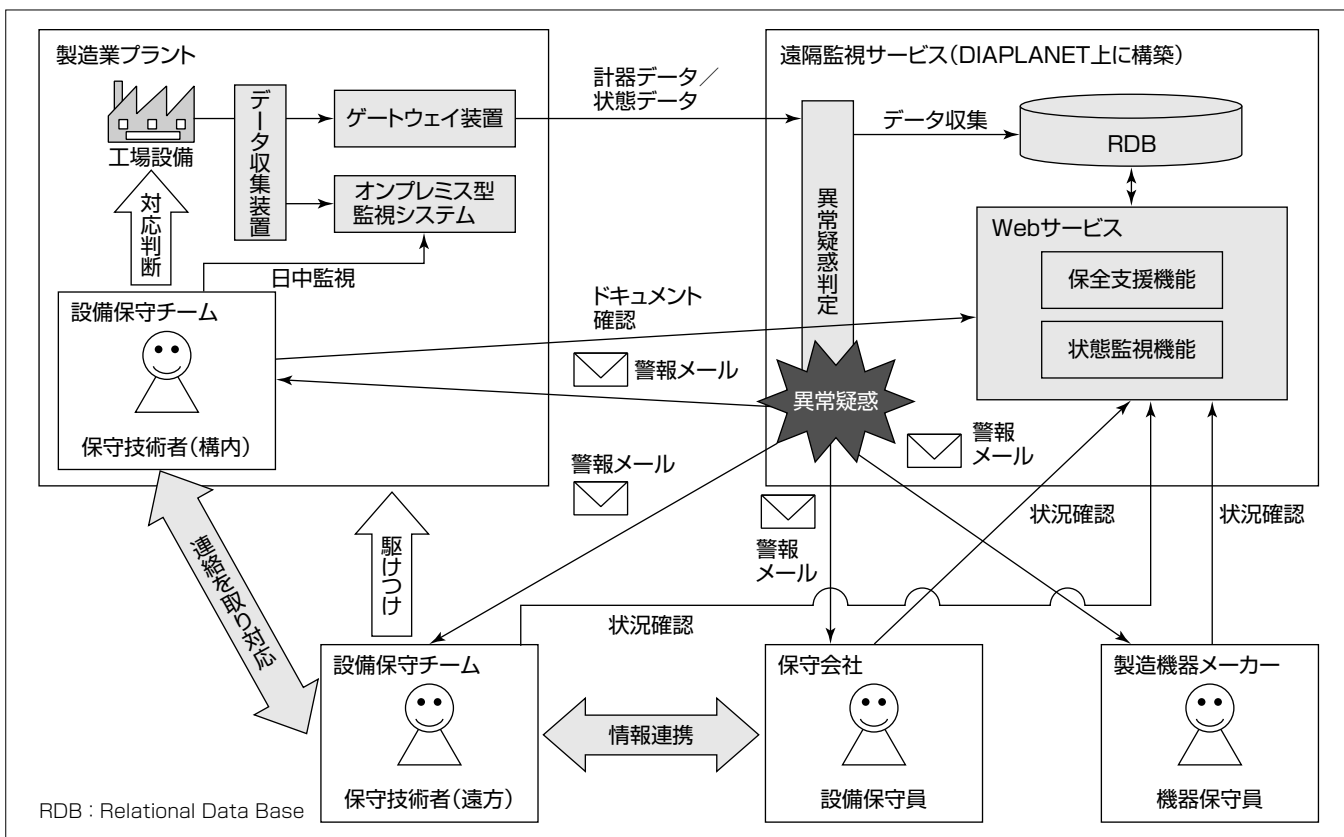 製造業プラント
工場設備
データ収集装置
ゲートウェイ装置
オンプレミス型
監視システム
対応判断
日中監視
設備保守チーム
保守技術者(構内)
計器データ/
状態データ
遠隔監視サービス(DIAPLANET上に構築)
異常疑惑判定
データ収集
RDB
Webサービス
保全支援機能
状態監視機能
ドキュメント
確認
警報メール
異常疑惑
警報メール
警報
メール
警報
メール
状況確認
状況確認
連絡を取り対応
駆けつけ
状況確認
設備保守チーム
保守技術者(遠方)
情報連携
保守会社
設備保守員
製造機器メーカー
機器保守員
RDB:Relational Data Base